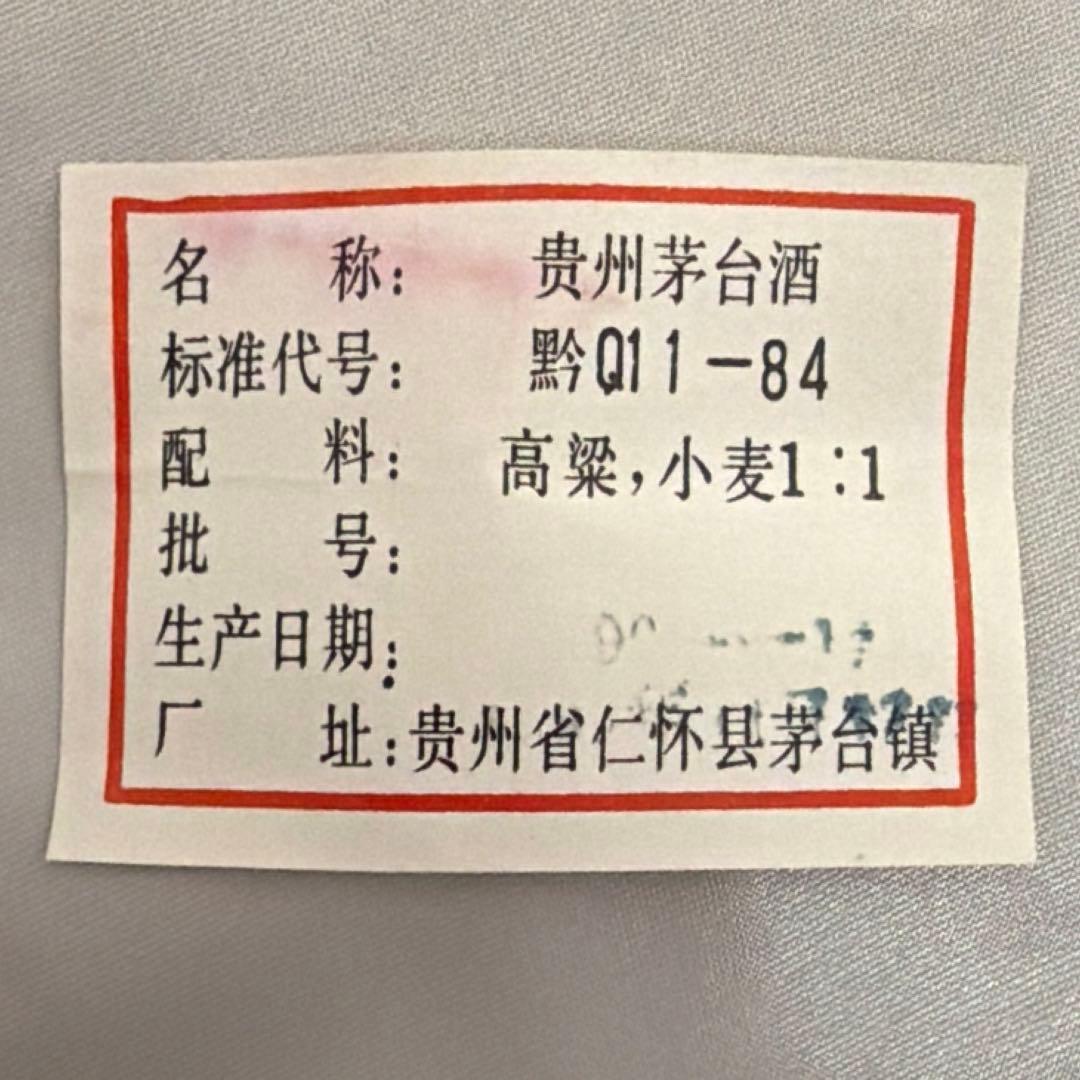 名 称： 贵州茅台酒
标准代号： 黔Q11－84
配 料： 高粱，小麦1：1
批 号：
生产日期：
厂 址：贵州省仁怀县茅台镇